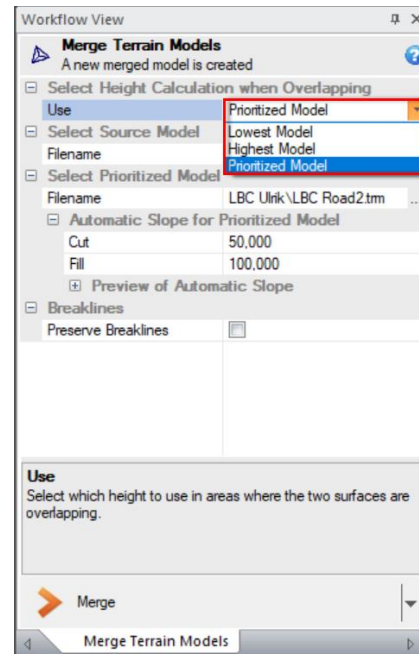 Workflow View
Merge Terrain Models
A new merged model is created
Select Height Calculation when Overlapping
Use Prioritized Model
Lowest Model
Highest Model
Prioritized Model
Select Source Model
Filename
Select Prioritized Model
Filename LBC Ulrik\LBC Road2.trm ...
Automatic Slope for Prioritized Model
Cut 50,000
Fill 100,000
Preview of Automatic Slope
Breaklines
Preserve Breaklines
Use
Select which height to use in areas where the two surfaces are
overlapping.
Merge
Merge Terrain Models